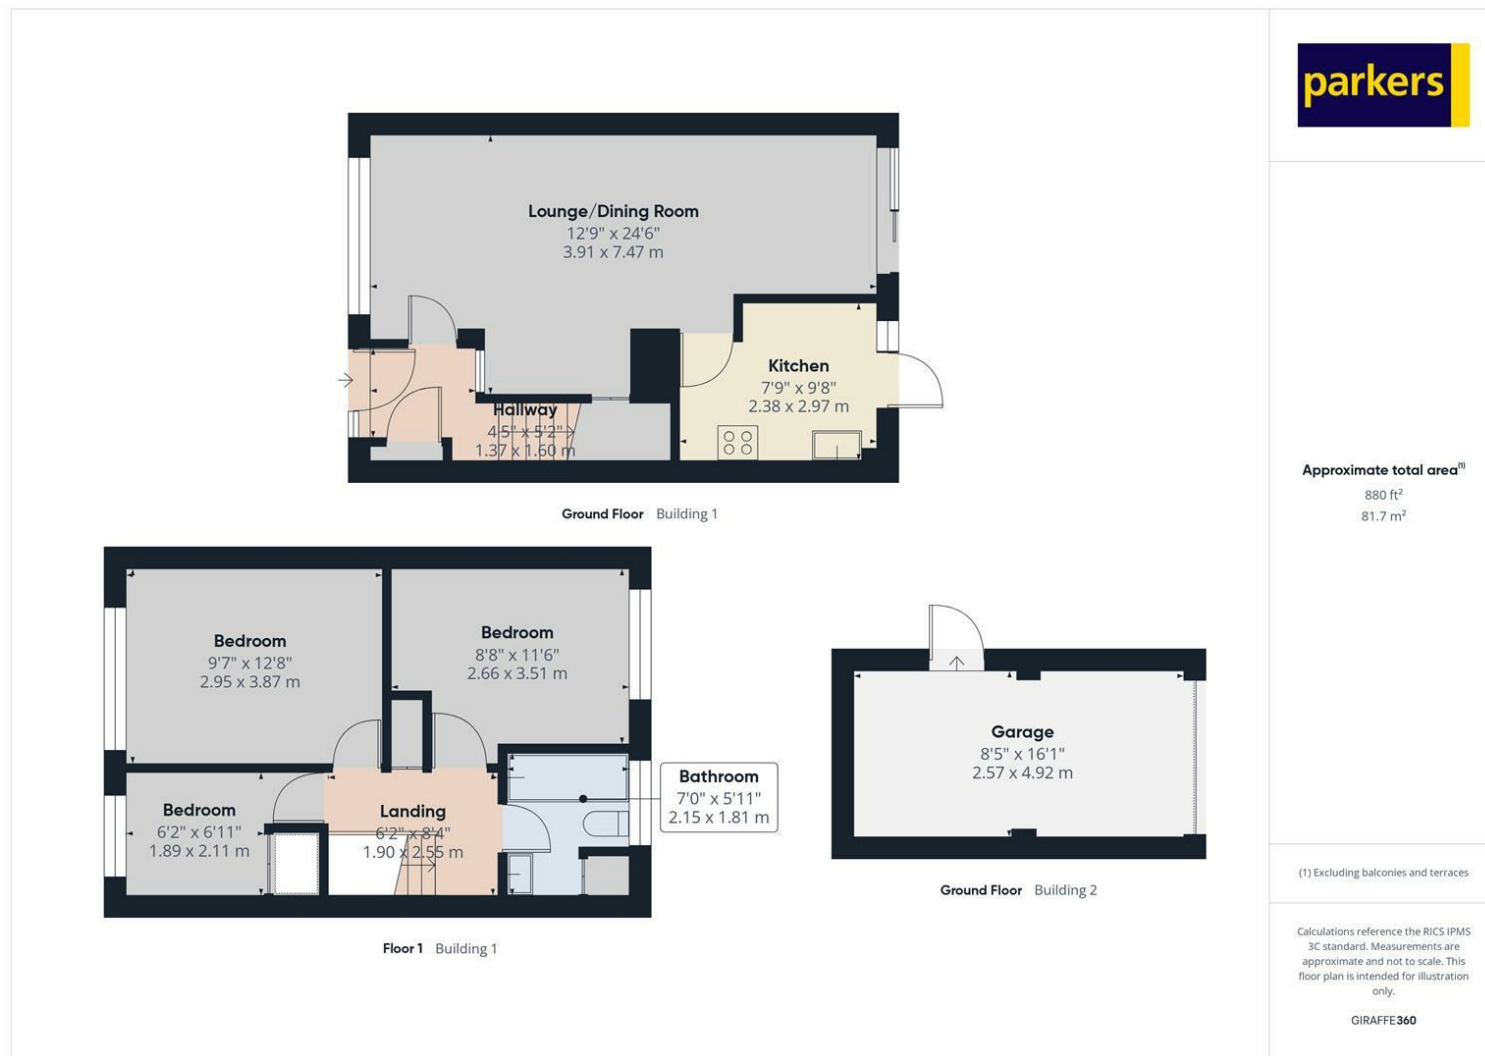 parkers
Lounge/Dining Room
12'9" x 24'6"
3.91 x 7.47 m
Kitchen
7'9" x 9'8"
2.38 x 2.97 m
Hallway
4'5" x 5'2"
1.37 x 1.60 m
Ground Floor Building 1
Approximate total area(1)
880 ft²
81.7 m²
Bedroom
9'7" x 12'8"
2.95 x 3.87 m
Bedroom
8'8" x 11'6"
2.66 x 3.51 m
Bedroom
6'2" x 6'11"
1.89 x 2.11 m
Landing
6'2" x 8'4"
1.90 x 2.55 m
Bathroom
7'0" x 5'11"
2.15 x 1.81 m
Floor 1 Building 1
Garage
8'5" x 16'1"
2.57 x 4.92 m
Ground Floor Building 2
(1) Excluding balconies and terraces
Calculations reference the RICS IPMS
3C standard. Measurements are
approximate and not to scale. This
floor plan is intended for illustration
only.
GIRAFFE360